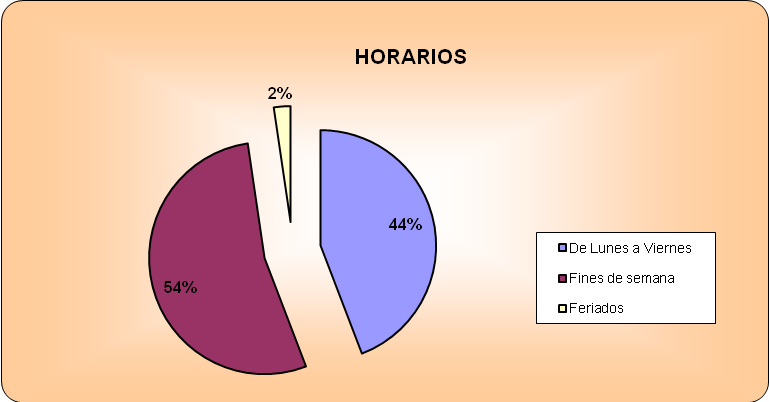 HORARIOS
2%
44%
54%
De Lunes a Viernes
Fines de semana
Feriados